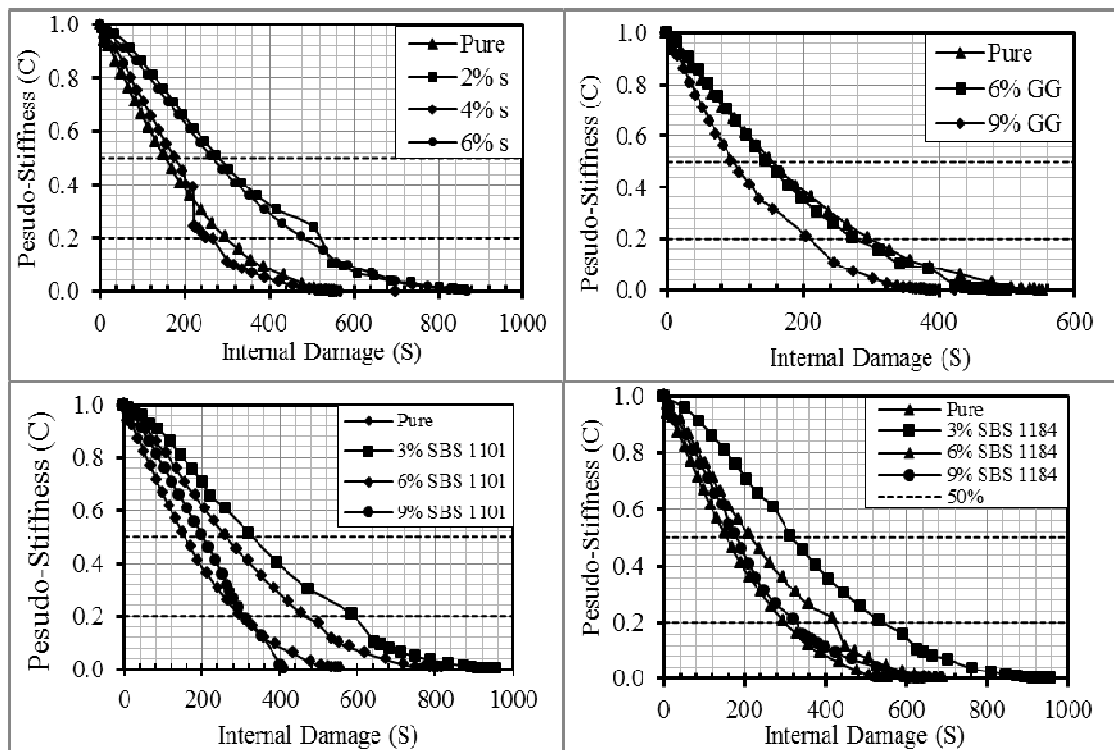 1.0
0.8
0.6
0.4
0.2
0.0
Pesudo-Stiffness (C)
0 200 400 600 800 1000
Internal Damage (S)
Pure
2% s
4% s
6% s
1.0
0.8
0.6
0.4
0.2
0.0
Pesudo-Stiffness (C)
0 200 400 600
Internal Damage (S)
Pure
6% GG
9% GG
1.0
0.8
0.6
0.4
0.2
0.0
Pesudo-Stiffness (C)
0 200 400 600 800 1000
Internal Damage (S)
Pure
3% SBS 1101
6% SBS 1101
9% SBS 1101
1.0
0.8
0.6
0.4
0.2
0.0
Pesudo-Stiffness (C)
0 200 400 600 800 1000
Internal Damage (S)
Pure
3% SBS 1184
6% SBS 1184
9% SBS 1184
50%